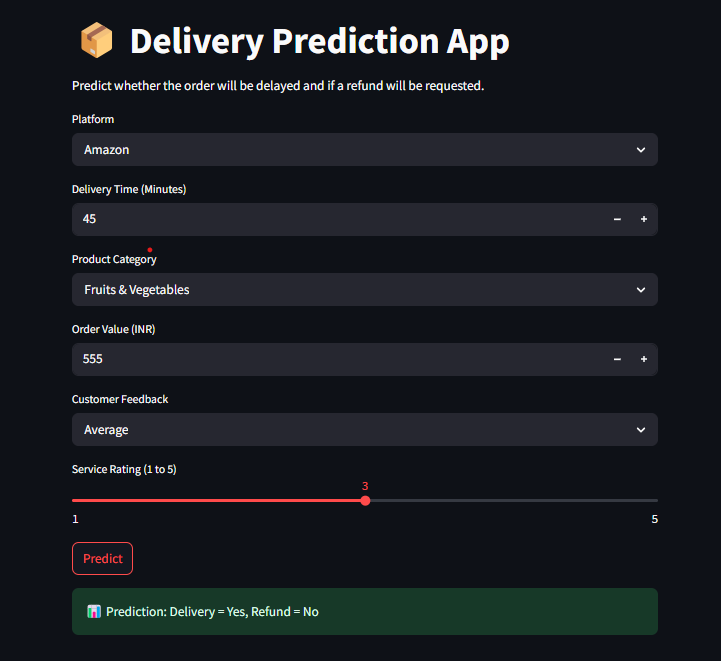 Delivery Prediction App
Predict whether the order will be delayed and if a refund will be requested.
Platform
Amazon
Delivery Time (Minutes)
45
Product Category
Fruits & Vegetables
Order Value (INR)
555
Customer Feedback
Average
Service Rating (1 to 5)
3
1 5
Predict
Prediction: Delivery = Yes, Refund = No